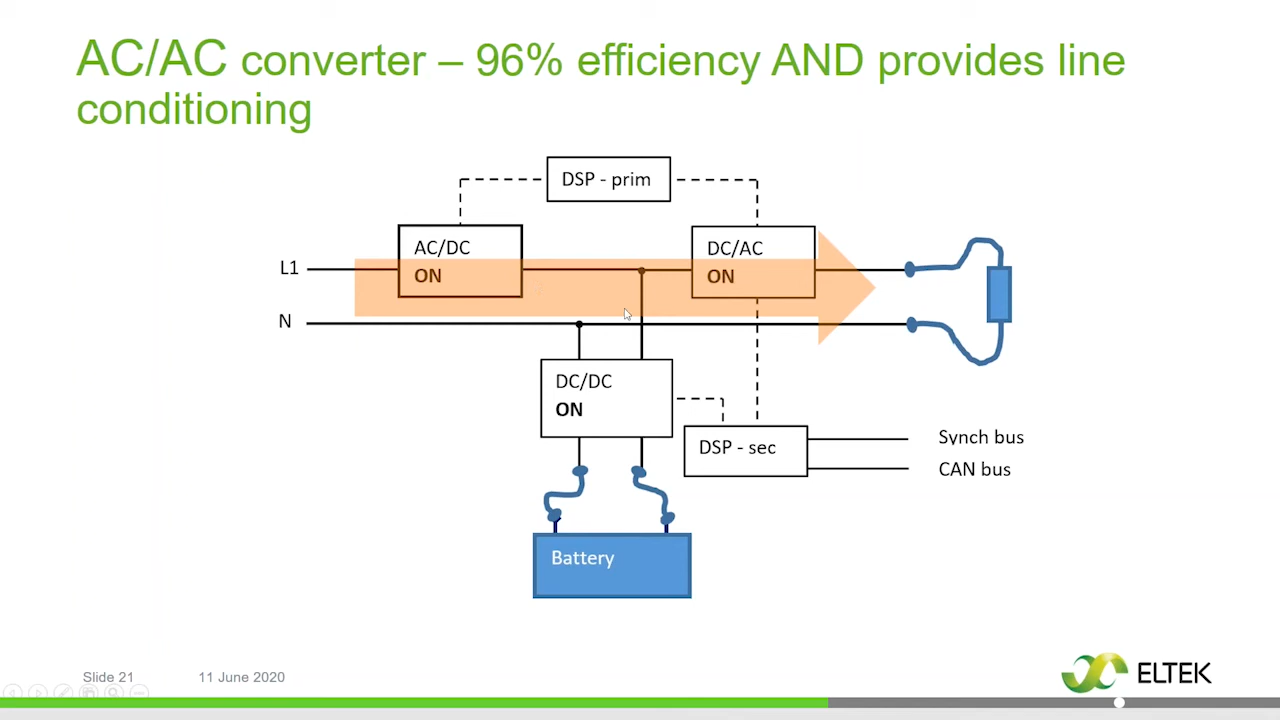 AC/AC converter – 96% efficiency AND provides line
conditioning
DSP - prim
AC/DC
ON
DC/AC
ON
L1
N
DC/DC
ON
DSP - sec
Synch bus
CAN bus
Battery
Slide 21
11 June 2020
ELTEK